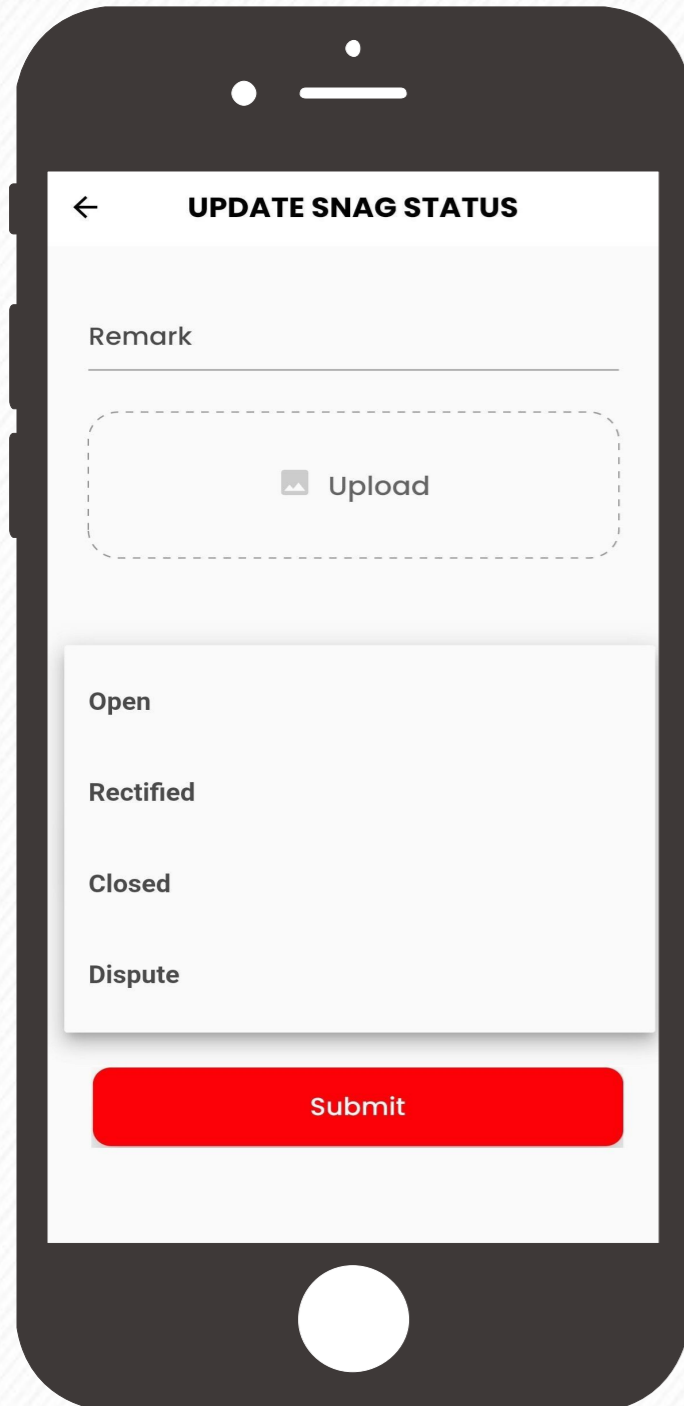 UPDATE SNAG STATUS
Remark
Upload
Open
Rectified
Closed
Dispute
Submit